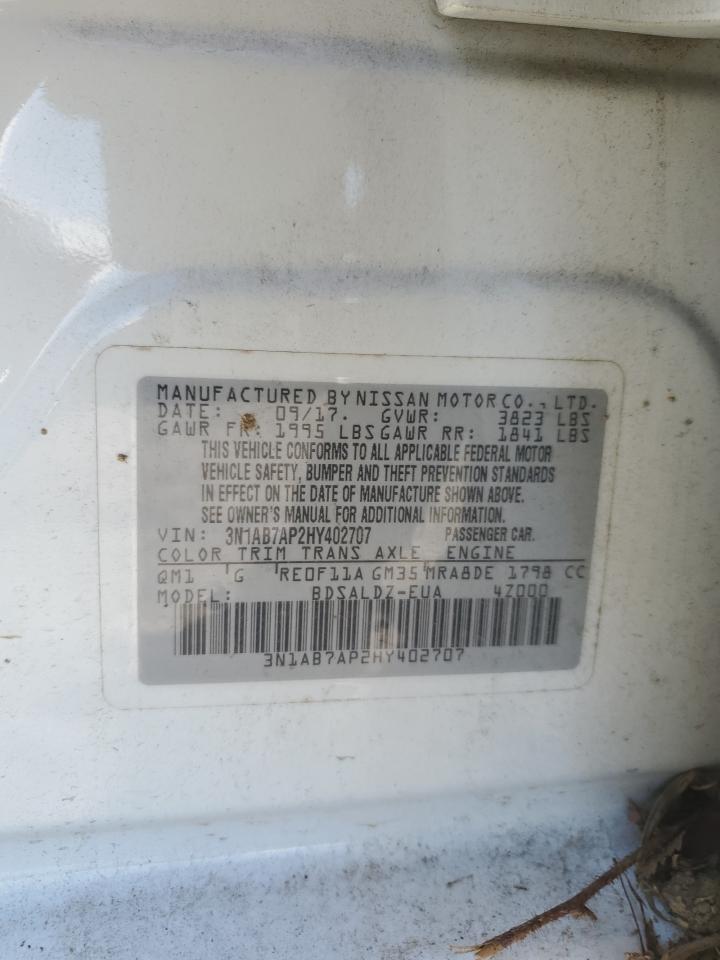 MANUFACTURED BY NISSAN MOTOR CO., LTD.
DATE: 09/17. GVWR: 3823 LBS
GAWR FR: 1995 LBS GAWR RR: 1841 LBS
THIS VEHICLE CONFORMS TO ALL APPLICABLE FEDERAL MOTOR
VEHICLE SAFETY, BUMPER AND THEFT PREVENTION STANDARDS
IN EFFECT ON THE DATE OF MANUFACTURE SHOWN ABOVE.
SEE OWNER'S MANUAL FOR ADDITIONAL INFORMATION.
VIN: 3N1AB7AP2HY402707 PASSENGER CAR.
COLOR TRIM TRANS AXLE ENGINE
QM1 G RE0F11A GM35 MRA8DE 1798 CC
MODEL: BDSALDZ-EUA 4Z000
3N1AB7AP2HY402707